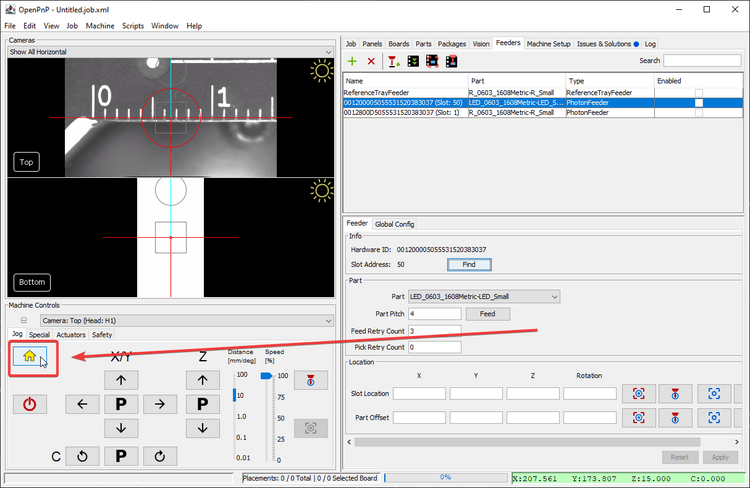 OpenPnP - Untitled.job.xml
File Edit View Job Machine Scripts Window Help
Cameras
Show All Horizontal
0 1
Top
Bottom
Machine Controls
Camera: Top (Head: H1)
Jog Special Actuators Safety
X/Y Z Distance [mm/deg] Speed [%]
100 100
10 75
P P
1.0 50
0.1 25
C P
0.01 0
Job Panels Boards Parts Packages Vision Feeders Machine Setup Issues & Solutions Log
Search
Name Part Type Enabled
ReferenceTrayFeeder R_0603_1608Metric-R_Small ReferenceTrayFeeder
001200005055531520383037 (Slot: 50) LED_0603_1608Metric-LED_S... PhotonFeeder
0012800D5055531520383037 (Slot: 1) R_0603_1608Metric-R_Small PhotonFeeder
Feeder Global Config
Info
Hardware ID: 001200005055531520383037
Slot Address: 50 Find
Part
Part LED_0603_1608Metric-LED_Small
Part Pitch 4 Feed
Feed Retry Count 3
Pick Retry Count 0
Location
X Y Z Rotation
Slot Location
Part Offset
Reset Apply
Placements: 0 / 0 Total | 0 / 0 Selected Board 0% X:207.561 Y:173.807 Z:15.000 C:0.000